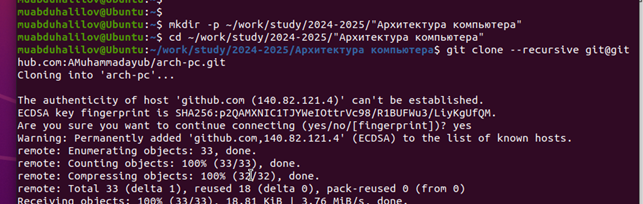 muabduhalilov@Ubuntu:~$
muabduhalilov@Ubuntu:~$ mkdir -p ~/work/study/2024-2025/"Архитектура компьютера"
muabduhalilov@Ubuntu:~$ cd ~/work/study/2024-2025/"Архитектура компьютера"
muabduhalilov@Ubuntu:~/work/study/2024-2025/Архитектура компьютера$ git clone --recursive git@git
hub.com:AMuhammadayub/arch-pc.git
Cloning into 'arch-pc'...
The authenticity of host 'github.com (140.82.121.4)' can't be established.
ECDSA key fingerprint is SHA256:p2QAMXNIC1TJYWeIOttrVc98/R1BUFWu3/LiyKgUfQM.
Are you sure you want to continue connecting (yes/no/[fingerprint])? yes
Warning: Permanently added 'github.com,140.82.121.4' (ECDSA) to the list of known hosts.
remote: Enumerating objects: 33, done.
remote: Counting objects: 100% (33/33), done.
remote: Compressing objects: 100% (32/32), done.
remote: Total 33 (delta 1), reused 18 (delta 0), pack-reused 0 (from 0)
Receiving objects: 100% (33/33), 18.81 KiB | 3.76 MiB/s, done.